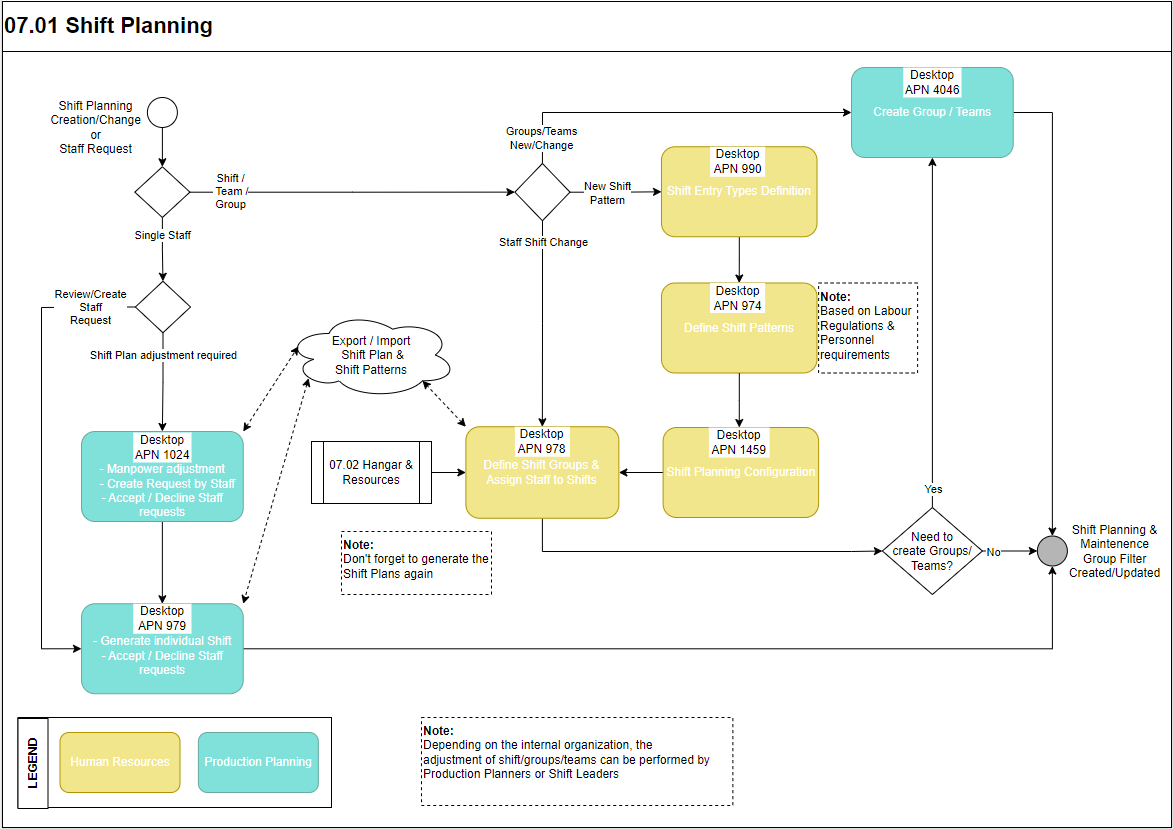 07.01 Shift Planning
Shift Planning
Creation/Change
or
Staff Request
Shift /
Team /
Group
Single Staff
Review/Create
Staff
Request
Shift Plan adjustment required
Groups/Teams
New/Change
New Shift
Pattern
Staff Shift Change
Desktop
APN 4046
Create Group / Teams
Desktop
APN 990
Shift Entry Types Definition
Desktop
APN 974
Define Shift Patterns
Note:
Based on Labour
Regulations &
Personnel
requirements
Export / Import
Shift Plan &
Shift Patterns
Desktop
APN 1024
- Manpower adjustment
- Create Request by Staff
- Accept / Decline Staff
requests
07.02 Hangar &
Resources
Desktop
APN 978
Define Shift Groups &
Assign Staff to Shifts
Desktop
APN 1459
Shift Planning Configuration
Note:
Don't forget to generate the
Shift Plans again
Yes
Need to
create Groups/
Teams?
No
Shift Planning &
Maintenence
Group Filter
Created/Updated
Desktop
APN 979
- Generate individual Shift
- Accept / Decline Staff
requests
LEGEND
Human Resources
Production Planning
Note:
Depending on the internal organization, the
adjustment of shift/groups/teams can be performed by
Production Planners or Shift Leaders